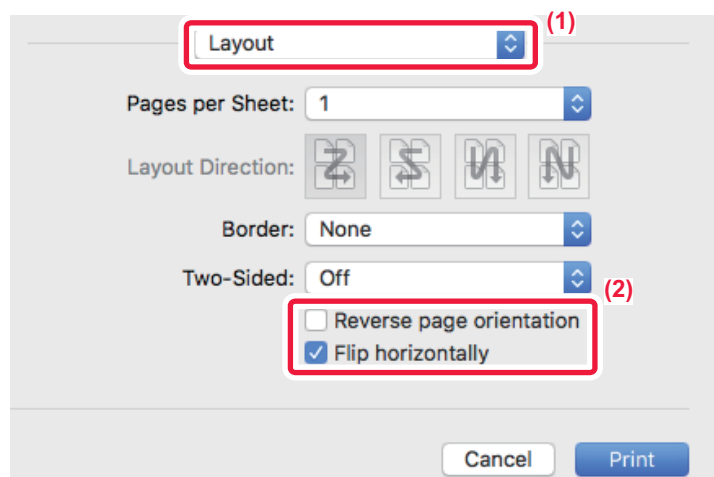 (1)
Layout
Pages per Sheet: 1
Layout Direction:
Border: None
Two-Sided: Off
(2)
Reverse page orientation
Flip horizontally
Cancel Print